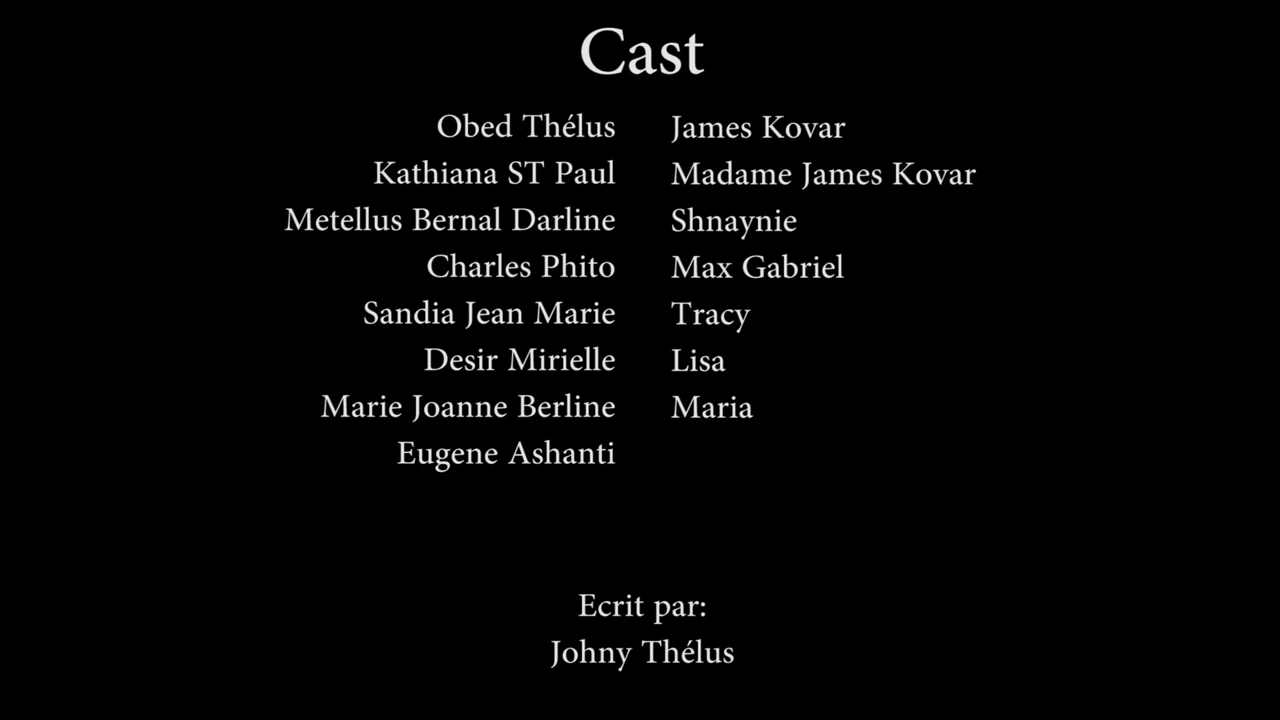 Cast
Obed Thélus James Kovar
Kathiana ST Paul Madame James Kovar
Metellus Bernal Darline Shnaynie
Charles Phito Max Gabriel
Sandia Jean Marie Tracy
Desir Mirielle Lisa
Marie Joanne Berline Maria
Eugene Ashanti
Ecrit par:
Johny Thélus